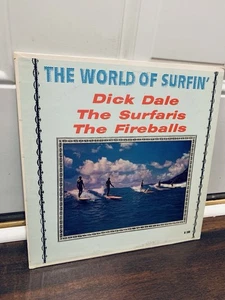 THE WORLD OF SURFIN'
Dick Dale
The Surfaris
The Fireballs